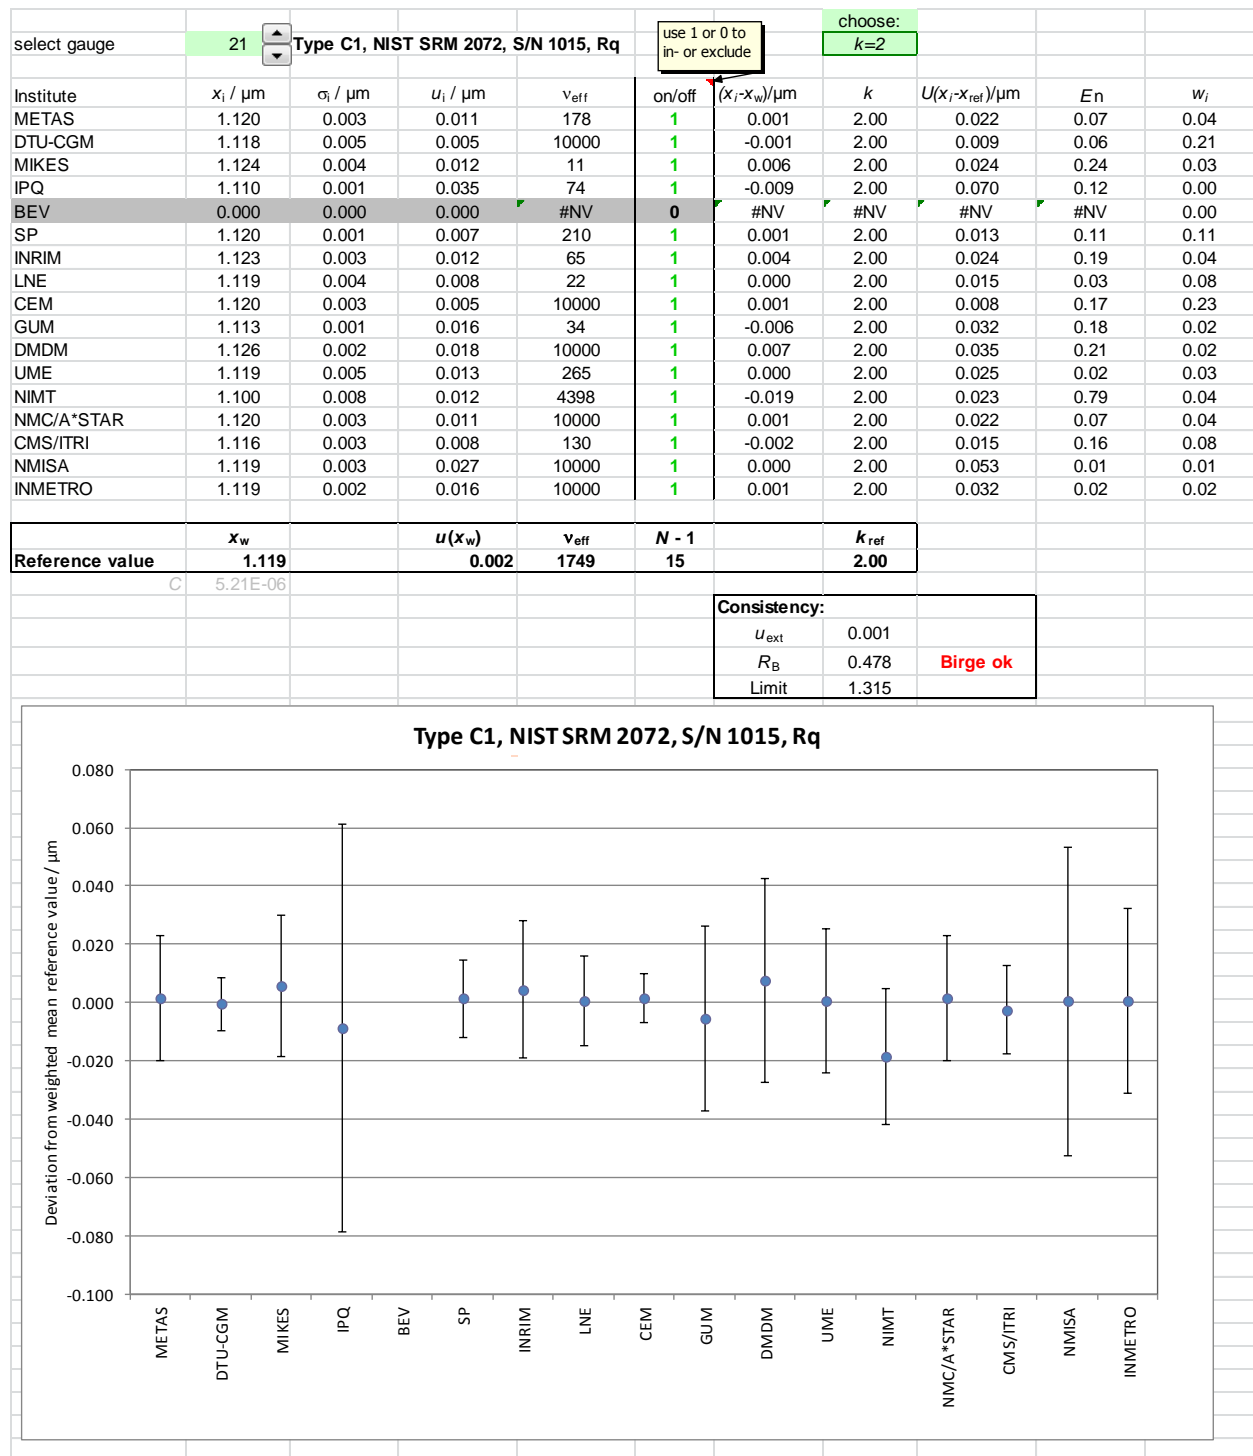 choose:
select gauge 21 Type C1, NIST SRM 2072, S/N 1015, Rq k=2
use 1 or 0 to
in- or exclude
Institute xi / µm σi / µm ui / µm νeff on/off (xi-xw)/µm k U(xi-xref)/µm En wi
METAS 1.120 0.003 0.011 178 1 0.001 2.00 0.022 0.07 0.04
DTU-CGM 1.118 0.005 0.005 10000 1 -0.001 2.00 0.009 0.06 0.21
MIKES 1.124 0.004 0.012 11 1 0.006 2.00 0.024 0.24 0.03
IPQ 1.110 0.001 0.035 74 1 -0.009 2.00 0.070 0.12 0.00
BEV 0.000 0.000 0.000 #NV 0 #NV #NV #NV #NV 0.00
SP 1.120 0.001 0.007 210 1 0.001 2.00 0.013 0.11 0.11
INRIM 1.123 0.003 0.012 65 1 0.004 2.00 0.024 0.19 0.04
LNE 1.119 0.004 0.008 22 1 0.000 2.00 0.015 0.03 0.08
CEM 1.120 0.003 0.005 10000 1 0.001 2.00 0.008 0.17 0.23
GUM 1.113 0.001 0.016 34 1 -0.006 2.00 0.032 0.18 0.02
DMDM 1.126 0.002 0.018 10000 1 0.007 2.00 0.035 0.21 0.02
UME 1.119 0.005 0.013 265 1 0.000 2.00 0.025 0.02 0.03
NIMT 1.100 0.008 0.012 4398 1 -0.019 2.00 0.023 0.79 0.04
NMC/A*STAR 1.120 0.003 0.011 10000 1 0.001 2.00 0.022 0.07 0.04
CMS/ITRI 1.116 0.003 0.008 130 1 -0.002 2.00 0.015 0.16 0.08
NMISA 1.119 0.003 0.027 10000 1 0.000 2.00 0.053 0.01 0.01
INMETRO 1.119 0.002 0.016 10000 1 0.001 2.00 0.032 0.02 0.02
xw u(xw) νeff N - 1 kref
Reference value 1.119 0.002 1749 15 2.00
C 5.21E-06
Consistency:
uext 0.001
RB 0.478 Birge ok
Limit 1.315
Type C1, NIST SRM 2072, S/N 1015, Rq
Deviation from weighted mean reference value / µm
0.080
0.060
0.040
0.020
0.000
-0.020
-0.040
-0.060
-0.080
-0.100
METAS
DTU-CGM
MIKES
IPQ
BEV
SP
INRIM
LNE
CEM
GUM
DMDM
UME
NIMT
NMC/A*STAR
CMS/ITRI
NMISA
INMETRO